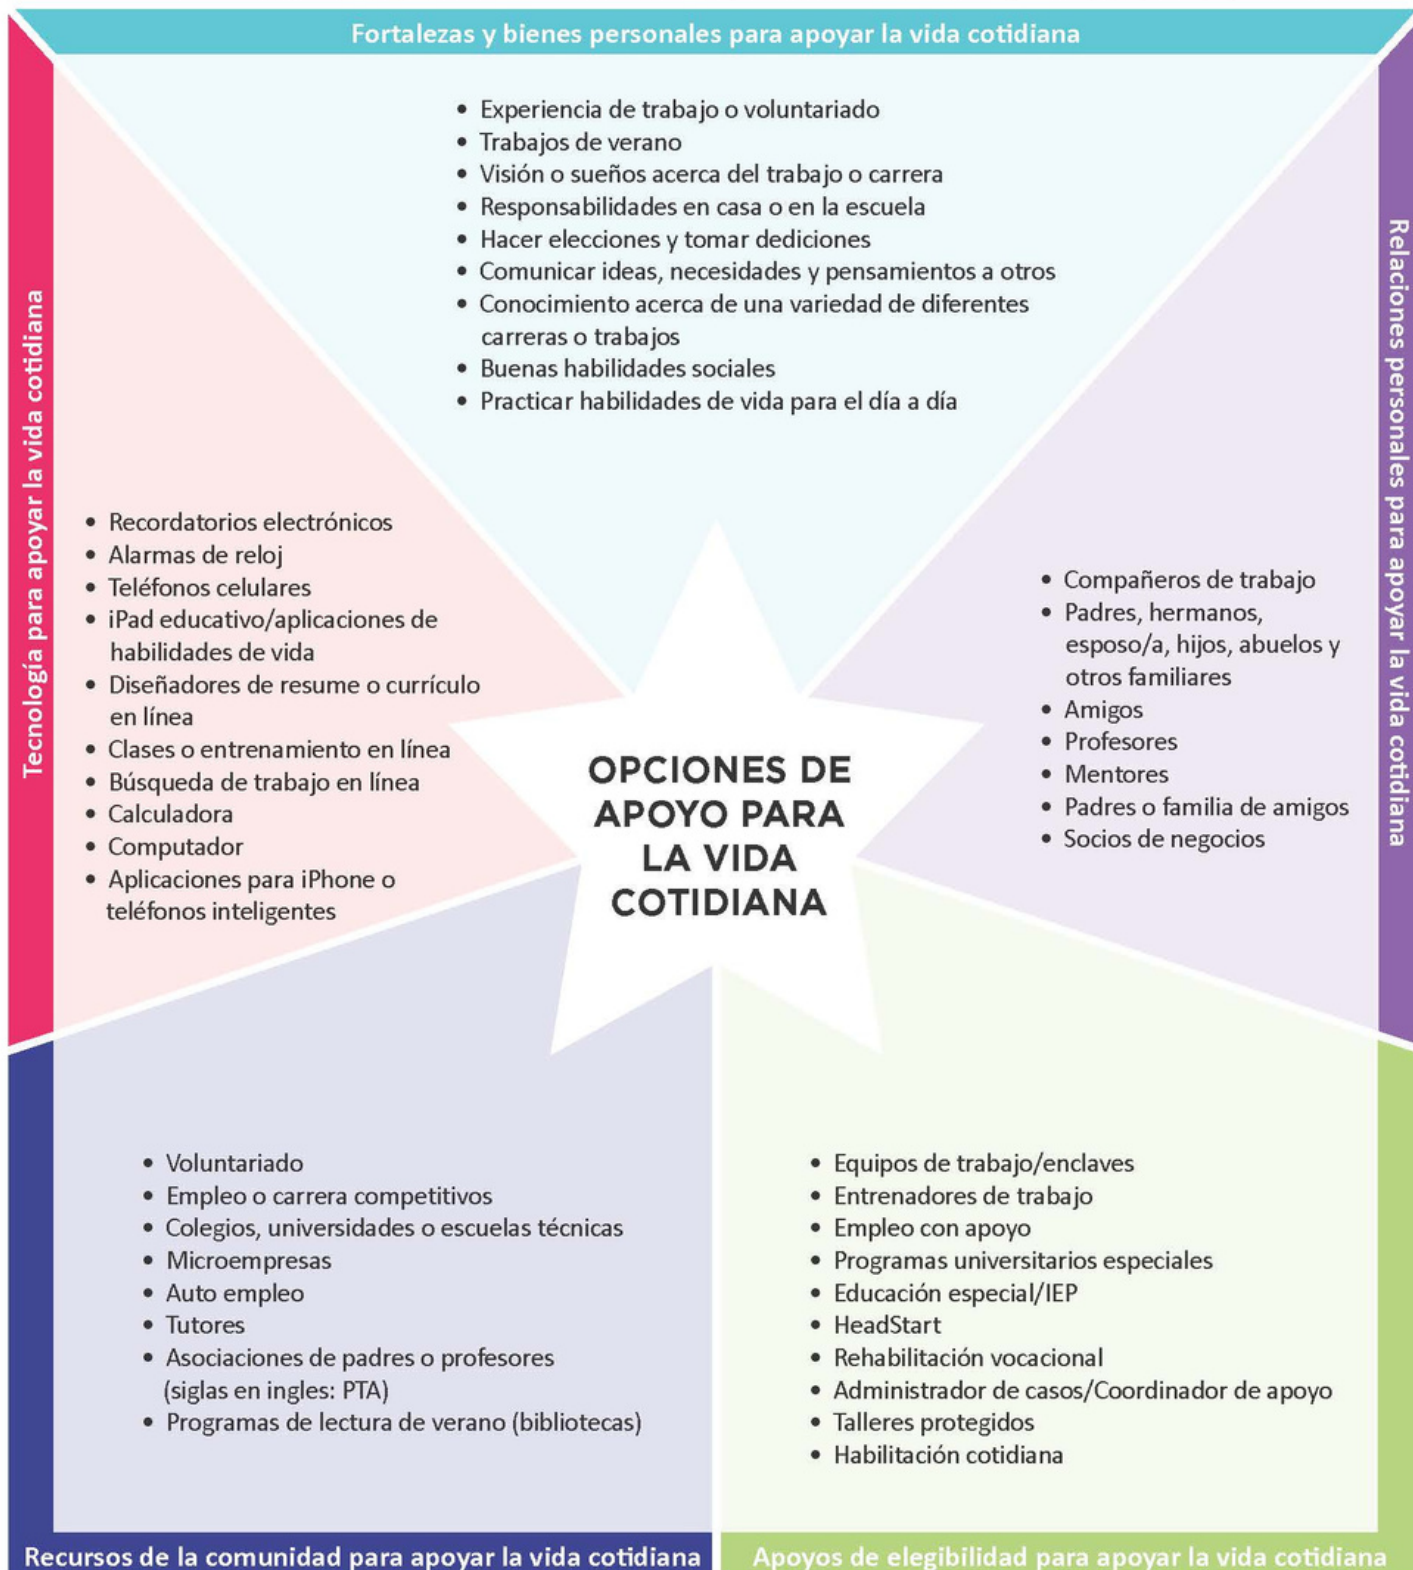 Fortalezas y bienes personales para apoyar la vida cotidiana
• Experiencia de trabajo o voluntariado
• Trabajos de verano
• Visión o sueños acerca del trabajo o carrera
• Responsabilidades en casa o en la escuela
• Hacer elecciones y tomar dediciones
• Comunicar ideas, necesidades y pensamientos a otros
• Conocimiento acerca de una variedad de diferentes
carreras o trabajos
• Buenas habilidades sociales
• Practicar habilidades de vida para el día a día
Tecnología para apoyar la vida cotidiana
• Recordatorios electrónicos
• Alarmas de reloj
• Teléfonos celulares
• iPad educativo/aplicaciones de
habilidades de vida
• Diseñadores de resume o currículo
en línea
• Clases o entrenamiento en línea
• Búsqueda de trabajo en línea
• Calculadora
• Computador
• Aplicaciones para iPhone o
teléfonos inteligentes
OPCIONES DE
APOYO PARA
LA VIDA
COTIDIANA
Relaciones personales para apoyar la vida cotidiana
• Compañeros de trabajo
• Padres, hermanos,
esposo/a, hijos, abuelos y
otros familiares
• Amigos
• Profesores
• Mentores
• Padres o familia de amigos
• Socios de negocios
• Voluntariado
• Empleo o carrera competitivos
• Colegios, universidades o escuelas técnicas
• Microempresas
• Auto empleo
• Tutores
• Asociaciones de padres o profesores
(siglas en ingles: PTA)
• Programas de lectura de verano (bibliotecas)
Recursos de la comunidad para apoyar la vida cotidiana
• Equipos de trabajo/enclaves
• Entrenadores de trabajo
• Empleo con apoyo
• Programas universitarios especiales
• Educación especial/IEP
• HeadStart
• Rehabilitación vocacional
• Administrador de casos/Coordinador de apoyo
• Talleres protegidos
• Habilitación cotidiana
Apoyos de elegibilidad para apoyar la vida cotidiana